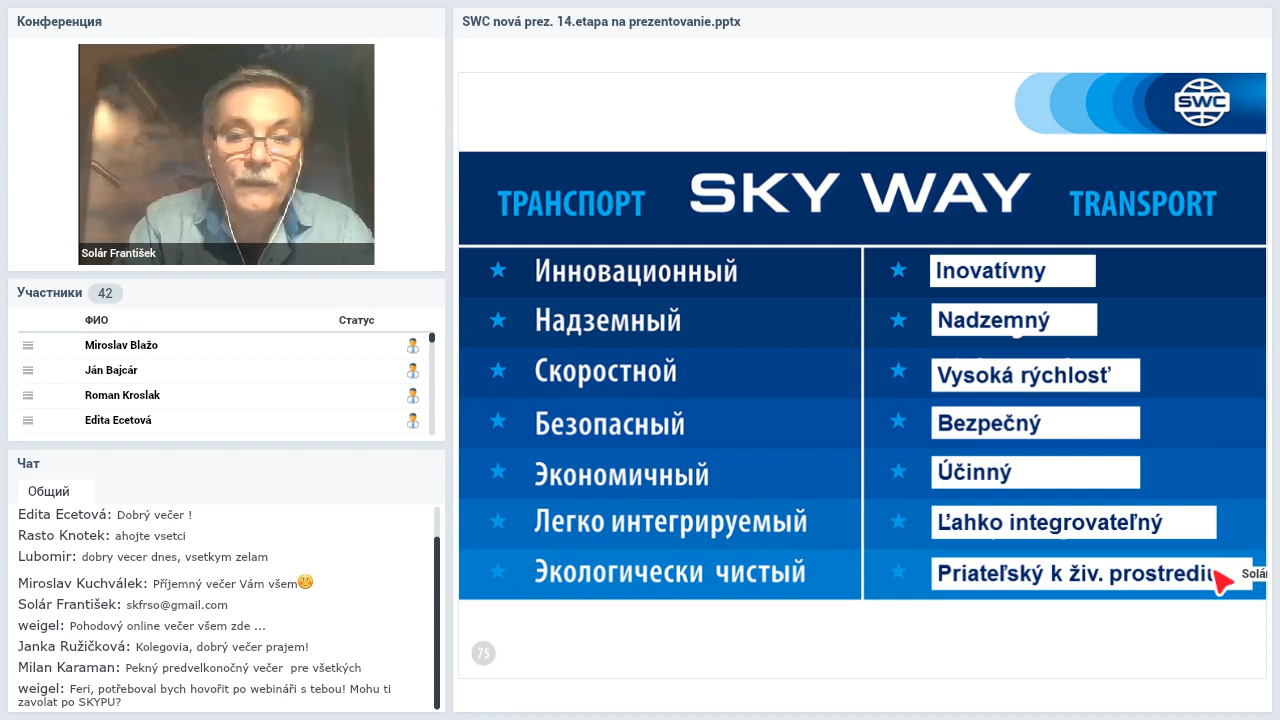 Конференция
Solár František
Участники 42
ФИО Статус
Miroslav Blažo
Ján Bajcár
Roman Kroslak
Edita Ecetová
Чат
Общий
Edita Ecetová: Dobrý večer !
Rasto Knotek: ahojte vsetci
Lubomir: dobry vecer dnes, vsetkym zelam
Miroslav Kuchválek: Příjemný večer Vám všem
Solár František: skfrso@gmail.com
weigel: Pohodový online večer všem zde ...
Janka Ružičková: Kolegovia, dobrý večer prajem!
Milan Karaman: Pekný predvelkonočný večer  pre všetkých
weigel: Feri, potřeboval bych hovořit po webináři s tebou! Mohu ti
zavolat po SKYPU?
SWC nová prez. 14.etapa na prezentovanie.pptx
SWC
ТРАНСПОРТ SKY WAY TRANSPORT
Инновационный Inovatívny
Надземный Nadzemný
Скоростной Vysoká rýchlosť
Безопасный Bezpečný
Экономичный Účinný
Легко интегрируемый Ľahko integrovateľný
Экологически чистый Priateľský k živ. prostrediu
Solár
75